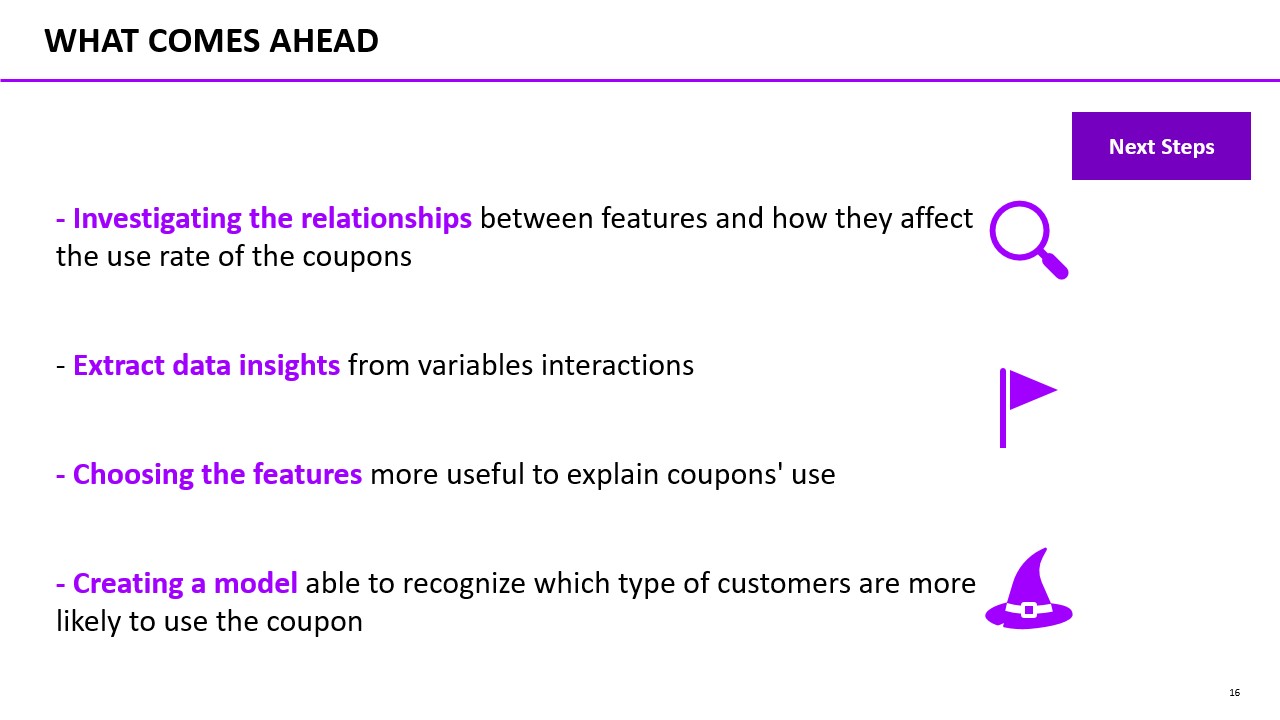 WHAT COMES AHEAD
Next Steps
- Investigating the relationships between features and how they affect
the use rate of the coupons
- Extract data insights from variables interactions
- Choosing the features more useful to explain coupons' use
- Creating a model able to recognize which type of customers are more
likely to use the coupon
16